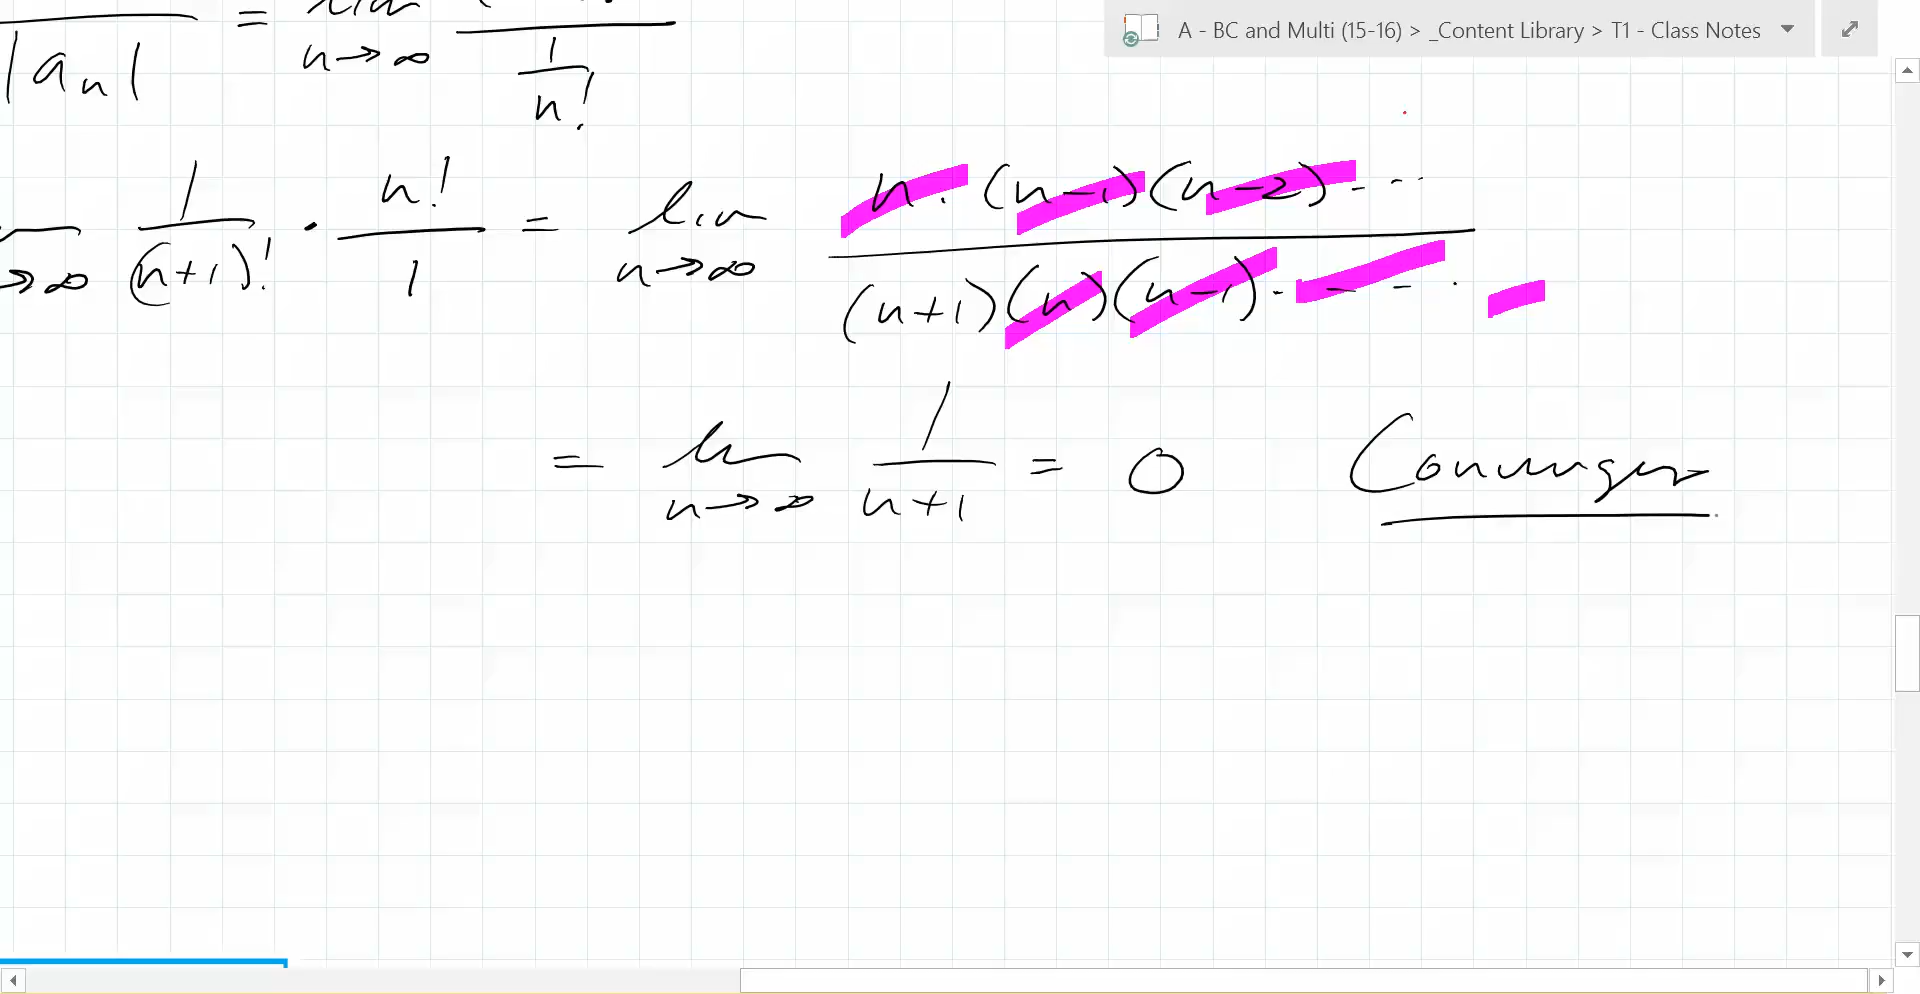 A - BC and Multi (15-16) > _Content Library > T1 - Class Notes
|aₙ| = lim n→∞ 1/n!
→∞ 1/(n+1)! · n!/1 = lim n→∞ n·(n-1)(n-2)-··· / (n+1)(n)(n-1)·--·
= lim n→∞ 1/(n+1) = 0 Converges